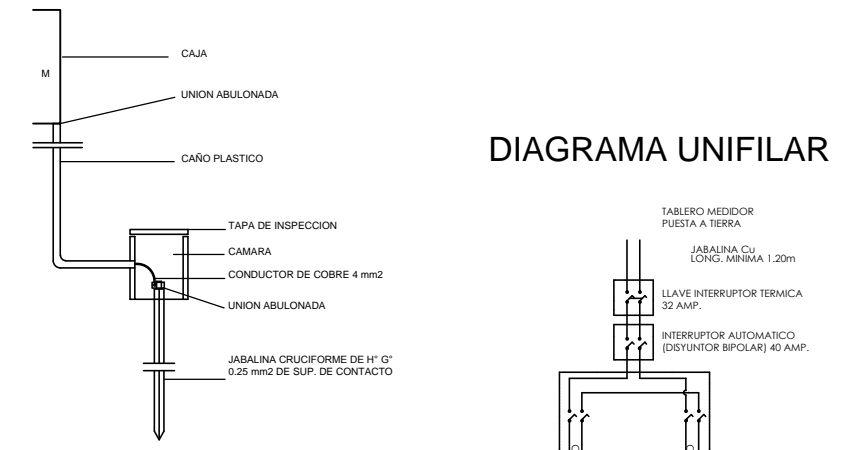 CAJA
M
UNION ABULONADA
CAÑO PLASTICO
TAPA DE INSPECCION
CAMARA
CONDUCTOR DE COBRE 4 mm2
UNION ABULONADA
JABALINA CRUCIFORME DE H° G°
0.25 mm2 DE SUP. DE CONTACTO
DIAGRAMA UNIFILAR
TABLERO MEDIDOR
PUESTA A TIERRA
JABALINA Cu
LONG. MINIMA 1.20m
LLAVE INTERRUPTOR TERMICA
32 AMP.
INTERRUPTOR AUTOMATICO
(DISYUNTOR BIPOLAR) 40 AMP.